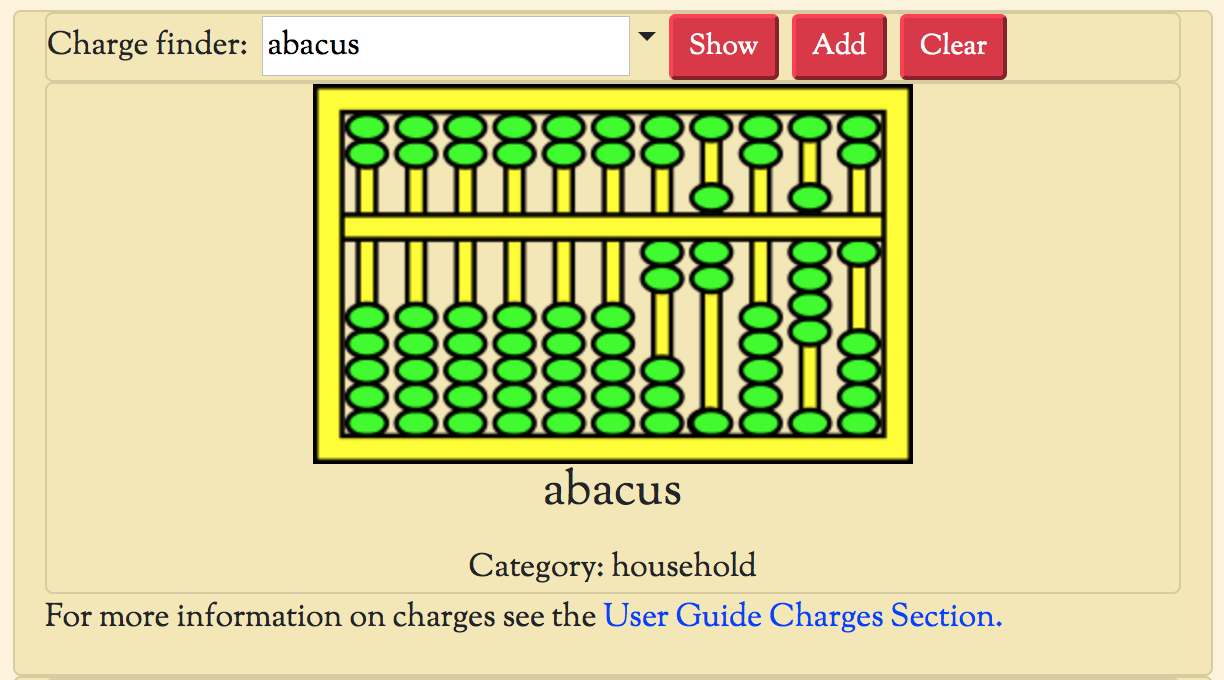 Charge finder: abacus Show Add Clear
abacus
Category: household
For more information on charges see the User Guide Charges Section.